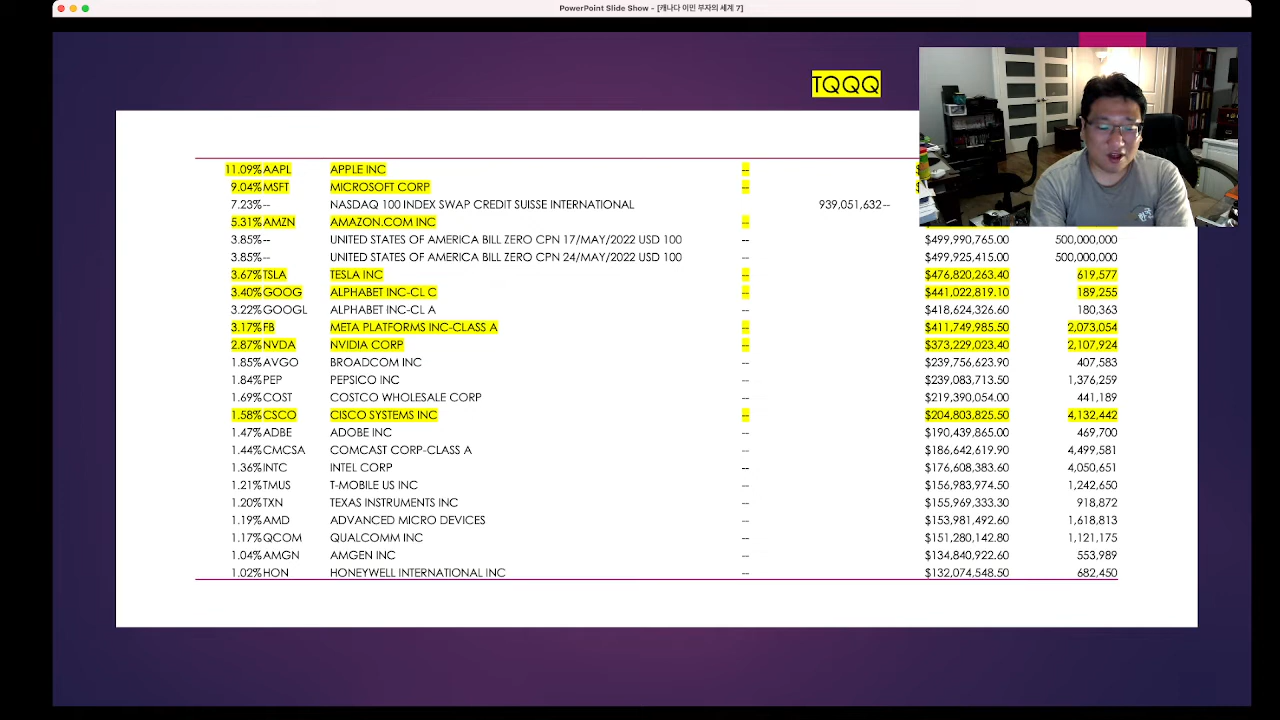 PowerPoint Slide Show - [캐나다 이민 부자의 세계 7]
TQQQ
11.09% AAPL APPLE INC --
9.04% MSFT MICROSOFT CORP --
7.23% -- NASDAQ 100 INDEX SWAP CREDIT SUISSE INTERNATIONAL 939,051,632 --
5.31% AMZN AMAZON.COM INC --
3.85% -- UNITED STATES OF AMERICA BILL ZERO CPN 17/MAY/2022 USD 100 -- $499,990,765.00 500,000,000
3.85% -- UNITED STATES OF AMERICA BILL ZERO CPN 24/MAY/2022 USD 100 -- $499,925,415.00 500,000,000
3.67% TSLA TESLA INC -- $476,820,263.40 619,577
3.40% GOOG ALPHABET INC-CL C -- $441,022,819.10 189,255
3.22% GOOGL ALPHABET INC-CL A -- $418,624,326.60 180,363
3.17% FB META PLATFORMS INC-CLASS A -- $411,749,985.50 2,073,054
2.87% NVDA NVIDIA CORP -- $373,229,023.40 2,107,924
1.85% AVGO BROADCOM INC -- $239,756,623.90 407,583
1.84% PEP PEPSICO INC -- $239,083,713.50 1,376,259
1.69% COST COSTCO WHOLESALE CORP -- $219,390,054.00 441,189
1.58% CSCO CISCO SYSTEMS INC -- $204,803,825.50 4,132,442
1.47% ADBE ADOBE INC -- $190,439,865.00 469,700
1.44% CMCSA COMCAST CORP-CLASS A -- $186,642,619.90 4,499,581
1.36% INTC INTEL CORP -- $176,608,383.60 4,050,651
1.21% TMUS T-MOBILE US INC -- $156,983,974.50 1,242,650
1.20% TXN TEXAS INSTRUMENTS INC -- $155,969,333.30 918,872
1.19% AMD ADVANCED MICRO DEVICES -- $153,981,492.60 1,618,813
1.17% QCOM QUALCOMM INC -- $151,280,142.80 1,121,175
1.04% AMGN AMGEN INC -- $134,840,922.60 553,989
1.02% HON HONEYWELL INTERNATIONAL INC -- $132,074,548.50 682,450